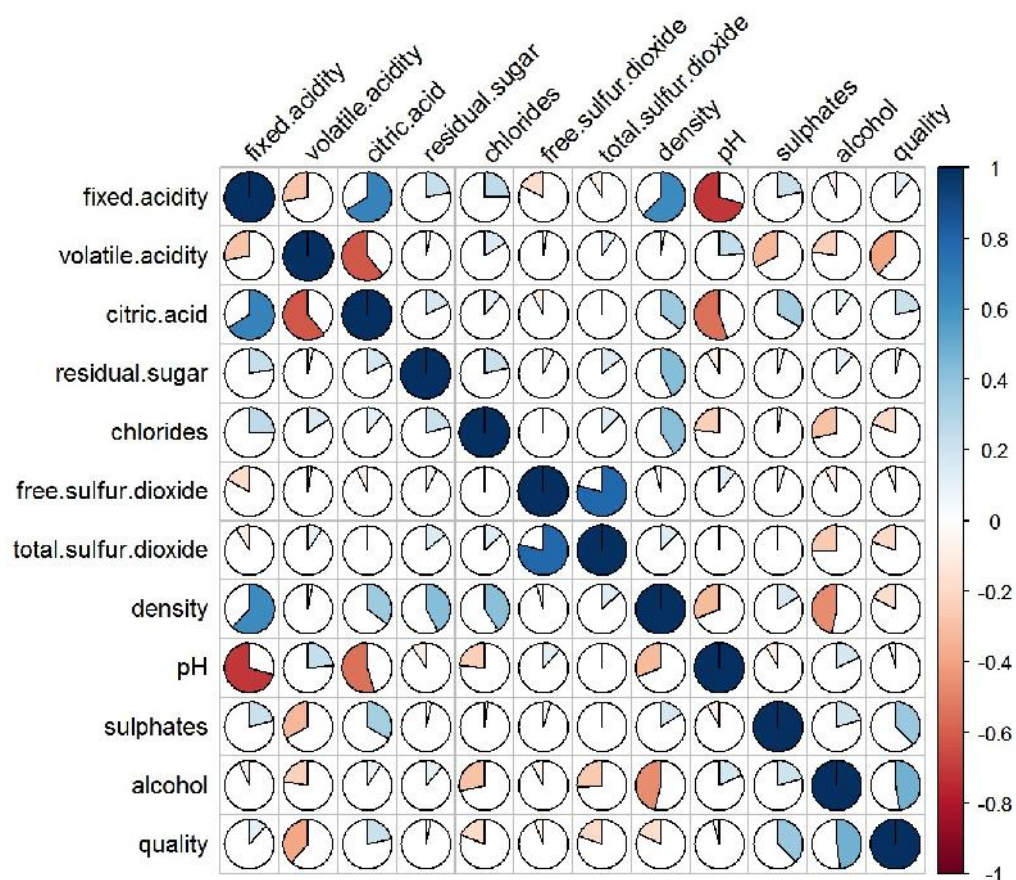 fixed.acidity
volatile.acidity
citric.acid
residual.sugar
chlorides
free.sulfur.dioxide
total.sulfur.dioxide
density
pH
sulphates
alcohol
quality
fixed.acidity
volatile.acidity
citric.acid
residual.sugar
chlorides
free.sulfur.dioxide
total.sulfur.dioxide
density
pH
sulphates
alcohol
quality
1
0.8
0.6
0.4
0.2
0
-0.2
-0.4
-0.6
-0.8
-1